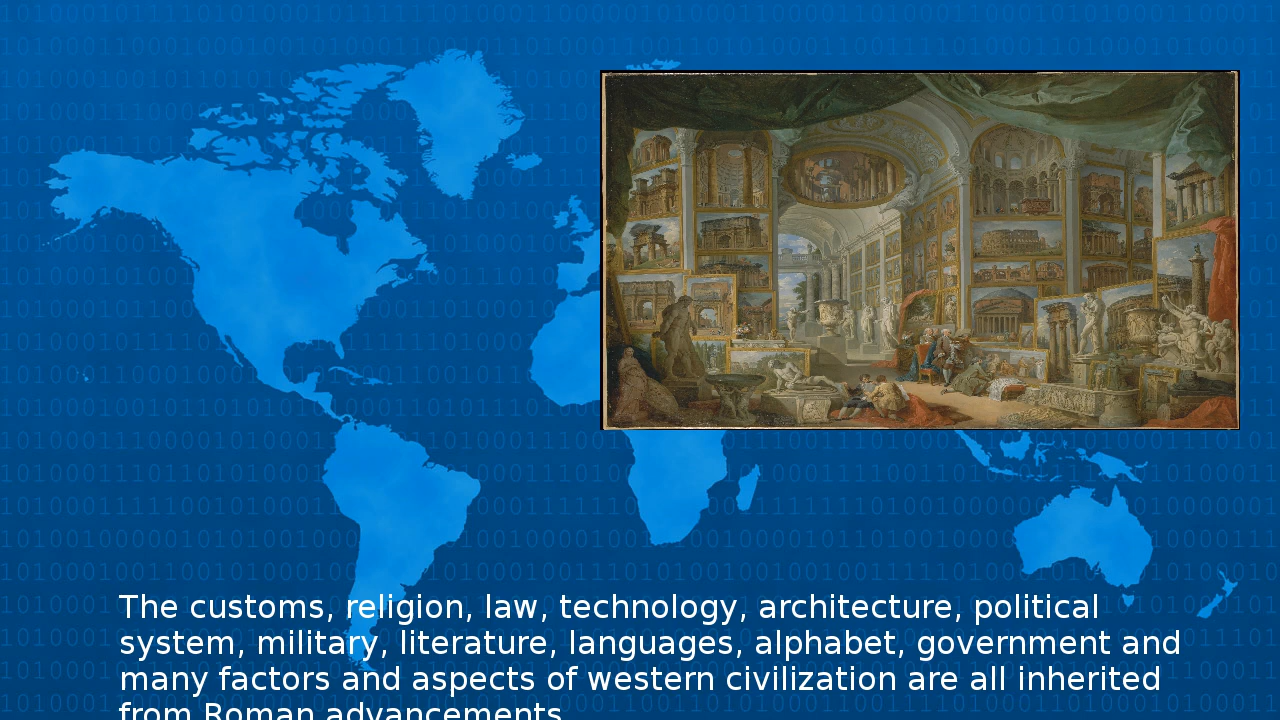 The customs, religion, law, technology, architecture, political
system, military, literature, languages, alphabet, government and
many factors and aspects of western civilization are all inherited
from Roman advancements